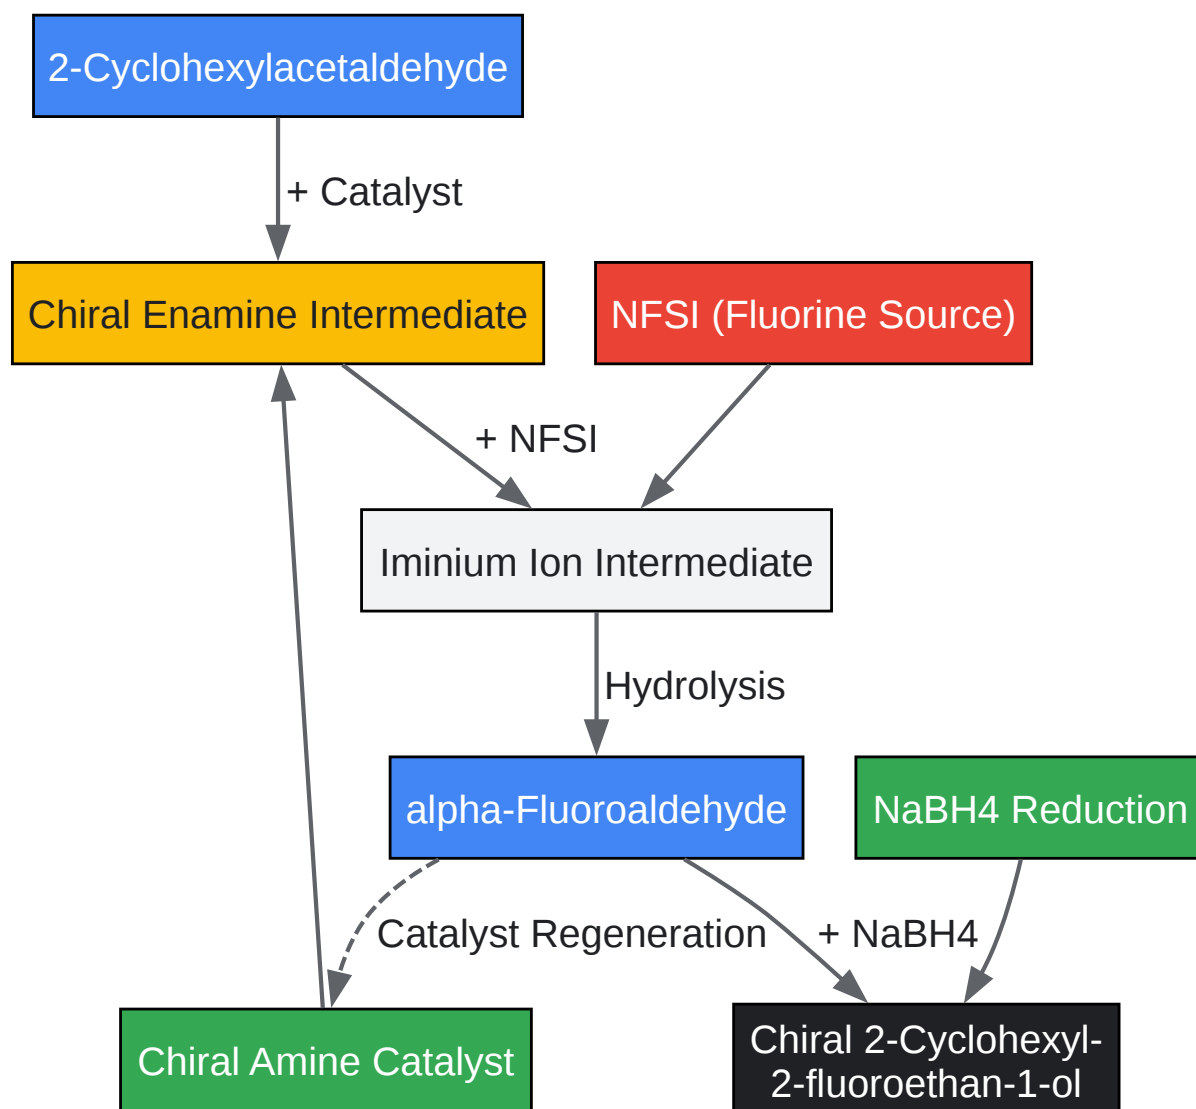 2-Cyclohexylacetaldehyde
+ Catalyst
Chiral Enamine Intermediate
NFSI (Fluorine Source)
+ NFSI
Iminium Ion Intermediate
Hydrolysis
alpha-Fluoroaldehyde
NaBH4 Reduction
Catalyst Regeneration
+ NaBH4
Chiral Amine Catalyst
Chiral 2-Cyclohexyl-
2-fluoroethan-1-ol